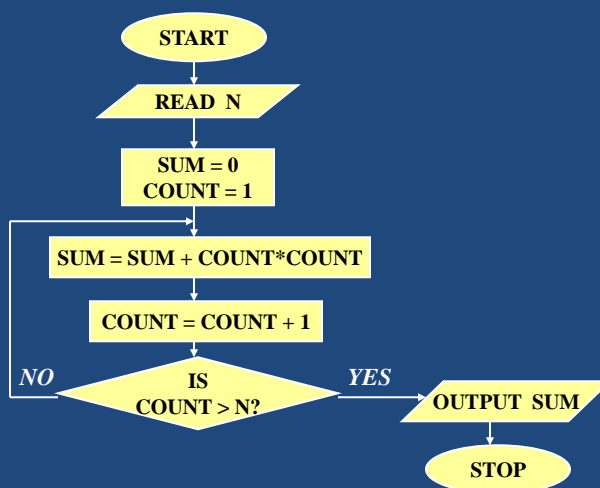 START
READ N
SUM = 0
COUNT = 1
SUM = SUM + COUNT*COUNT
COUNT = COUNT + 1
NO
IS
COUNT > N?
YES
OUTPUT SUM
STOP